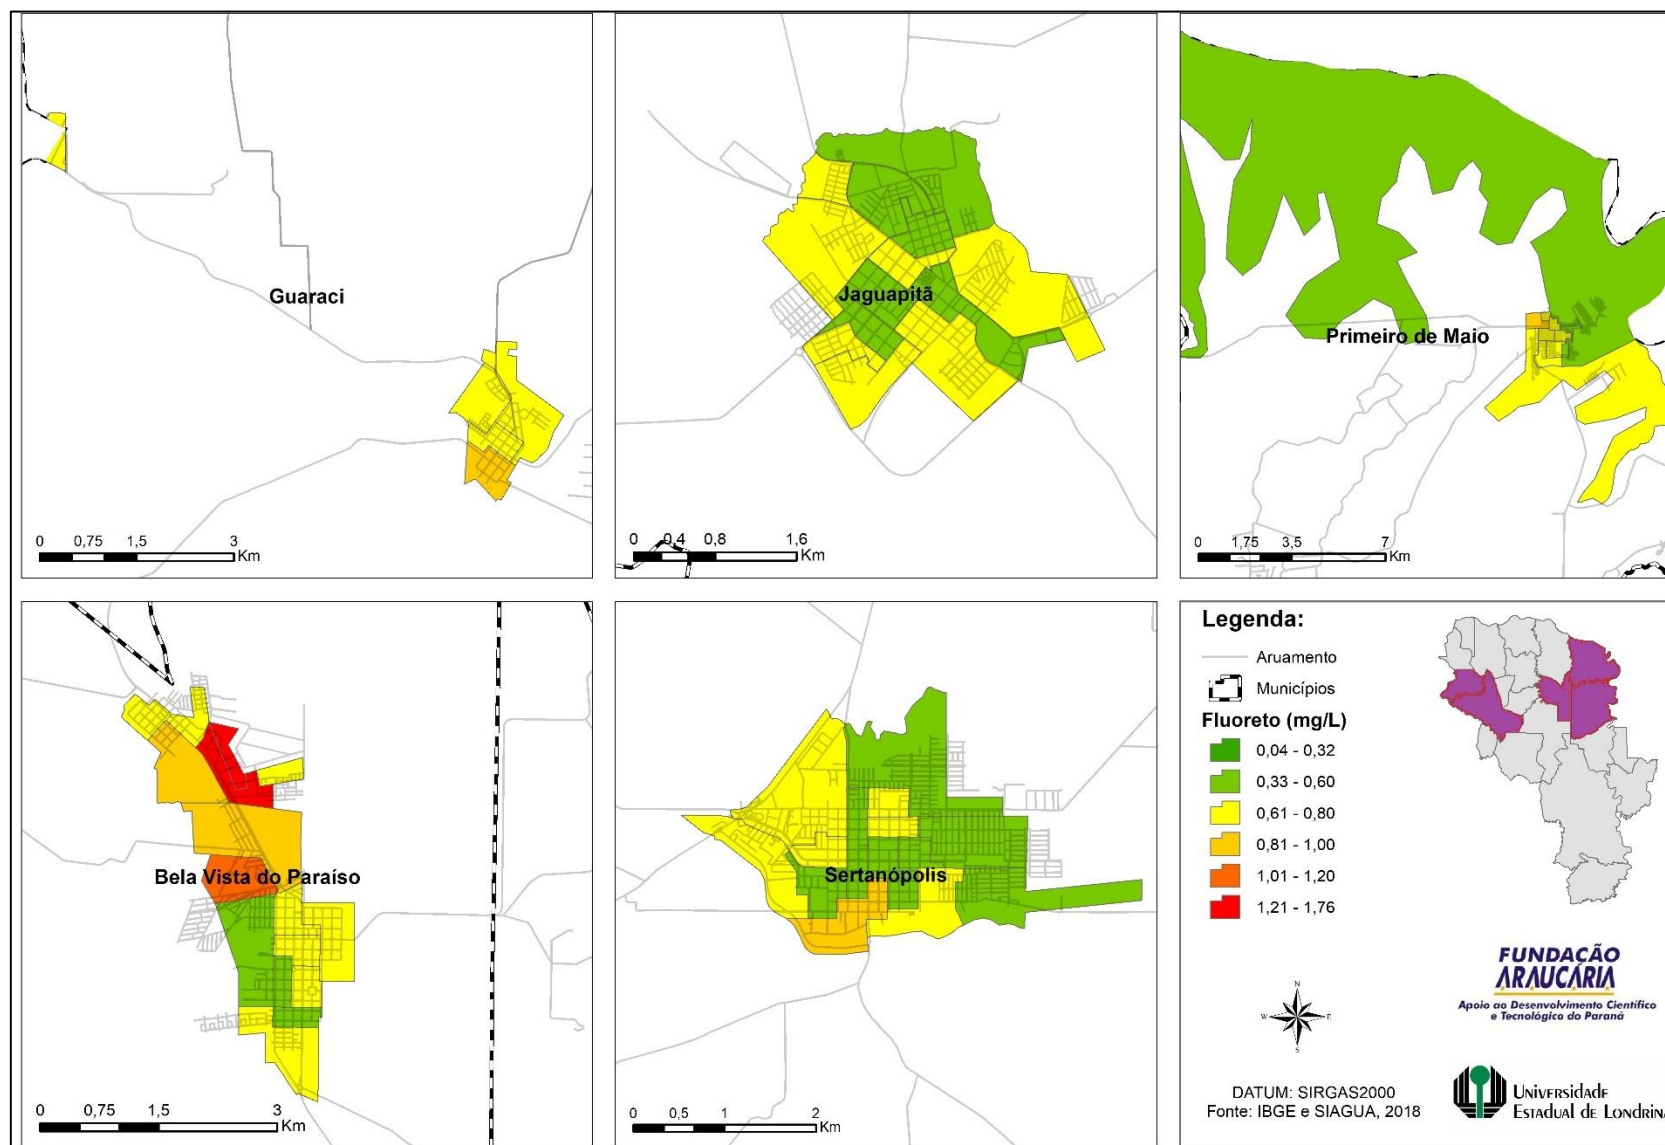 Guaraci
0 0,75 1,5 3
Km
Jaguapitã
0 0,4 0,8 1,6
Km
Primeiro de Maio
0 1,75 3,5 7
Km
Bela Vista do Paraíso
0 0,75 1,5 3
Km
Sertanópolis
0 0,5 1 2
Km
Legenda:
Aruamento
Municípios
Fluoreto (mg/L)
0,04 - 0,32
0,33 - 0,60
0,61 - 0,80
0,81 - 1,00
1,01 - 1,20
1,21 - 1,76
N
W E
S
FUNDAÇÃO
ARAUCÁRIA
Apoio ao Desenvolvimento Científico
e Tecnológico do Paraná
DATUM: SIRGAS2000
Fonte: IBGE e SIAGUA, 2018
Universidade
Estadual de Londrina